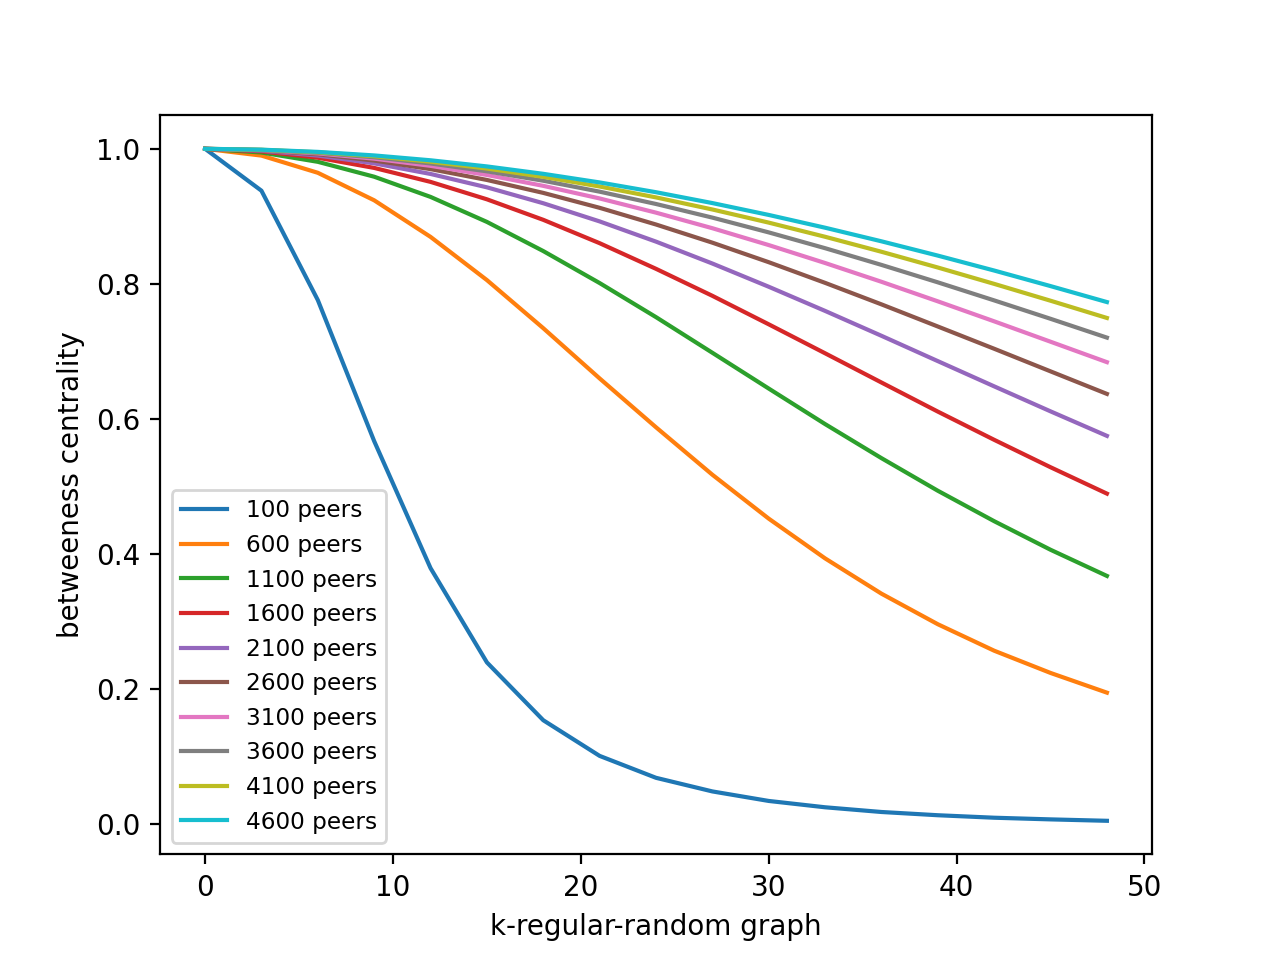 1.0
0.8
0.6
0.4
0.2
0.0
betweeness centrality
100 peers
600 peers
1100 peers
1600 peers
2100 peers
2600 peers
3100 peers
3600 peers
4100 peers
4600 peers
0 10 20 30 40 50
k-regular-random graph